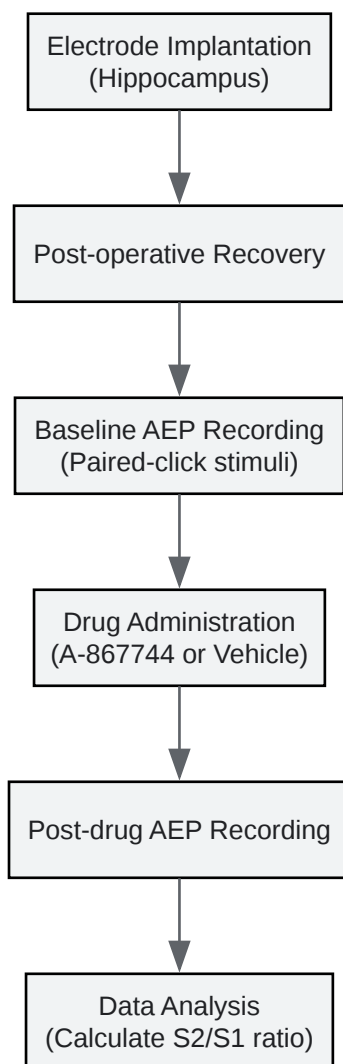 Electrode Implantation
(Hippocampus)
Post-operative Recovery
Baseline AEP Recording
(Paired-click stimuli)
Drug Administration
(A-867744 or Vehicle)
Post-drug AEP Recording
Data Analysis
(Calculate S2/S1 ratio)